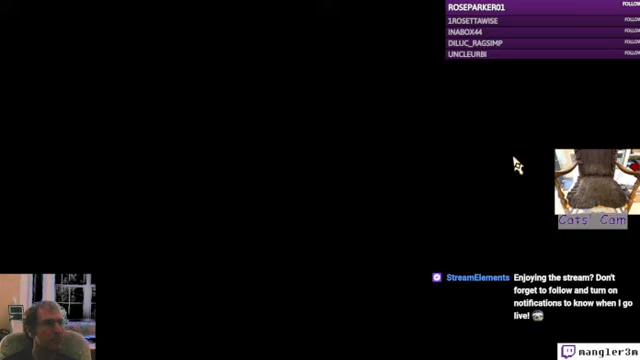 ROSEPARKER01 FOLLOW
1ROSETTAWISE FOLLOW
INABOX44 FOLLOW
DILUC_RAGSIMP FOLLOW
UNCLEURBI FOLLOW
Cats' Cam
StreamElements Enjoying the stream? Don't
forget to follow and turn on
notifications to know when I go
live!
mangler3m